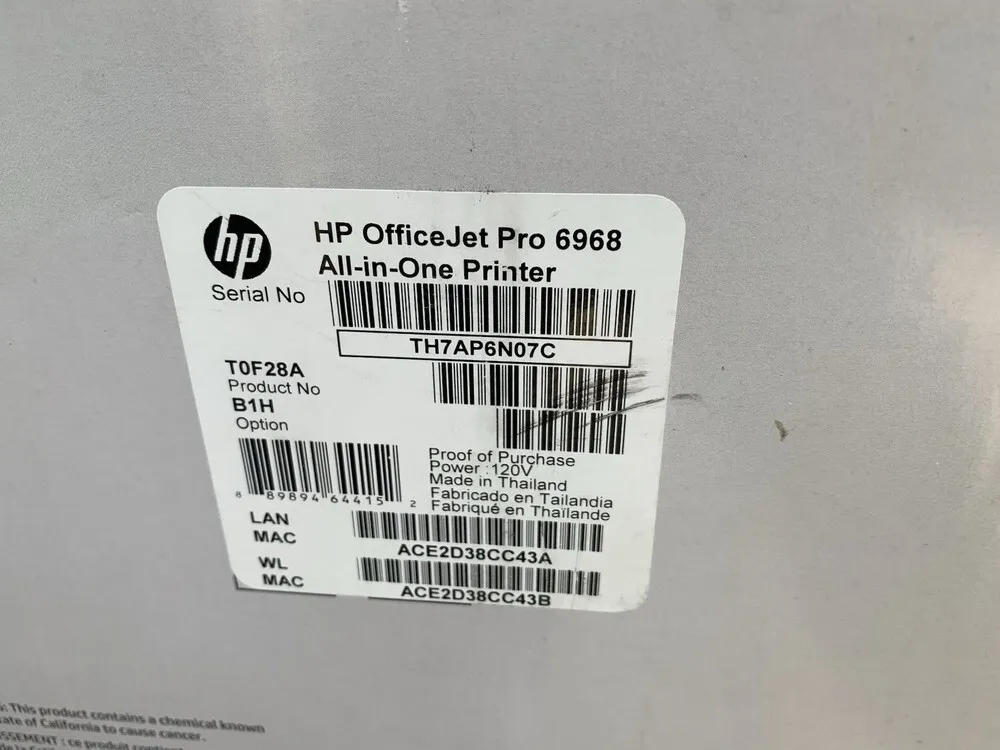 hp
HP OfficeJet Pro 6968
All-in-One Printer
Serial No
TH7AP6N07C
T0F28A
Product No
B1H
Option
Proof of Purchase
Power :120V
Made in Thailand
Fabricado en Tailandia
Fabriqué en Thaïlande
8 89894 64415 2
LAN
MAC
ACE2D38CC43A
WL
MAC
ACE2D38CC43B
This product contains a chemical known
ate of California to cause cancer.
SSEMENT : ce produit